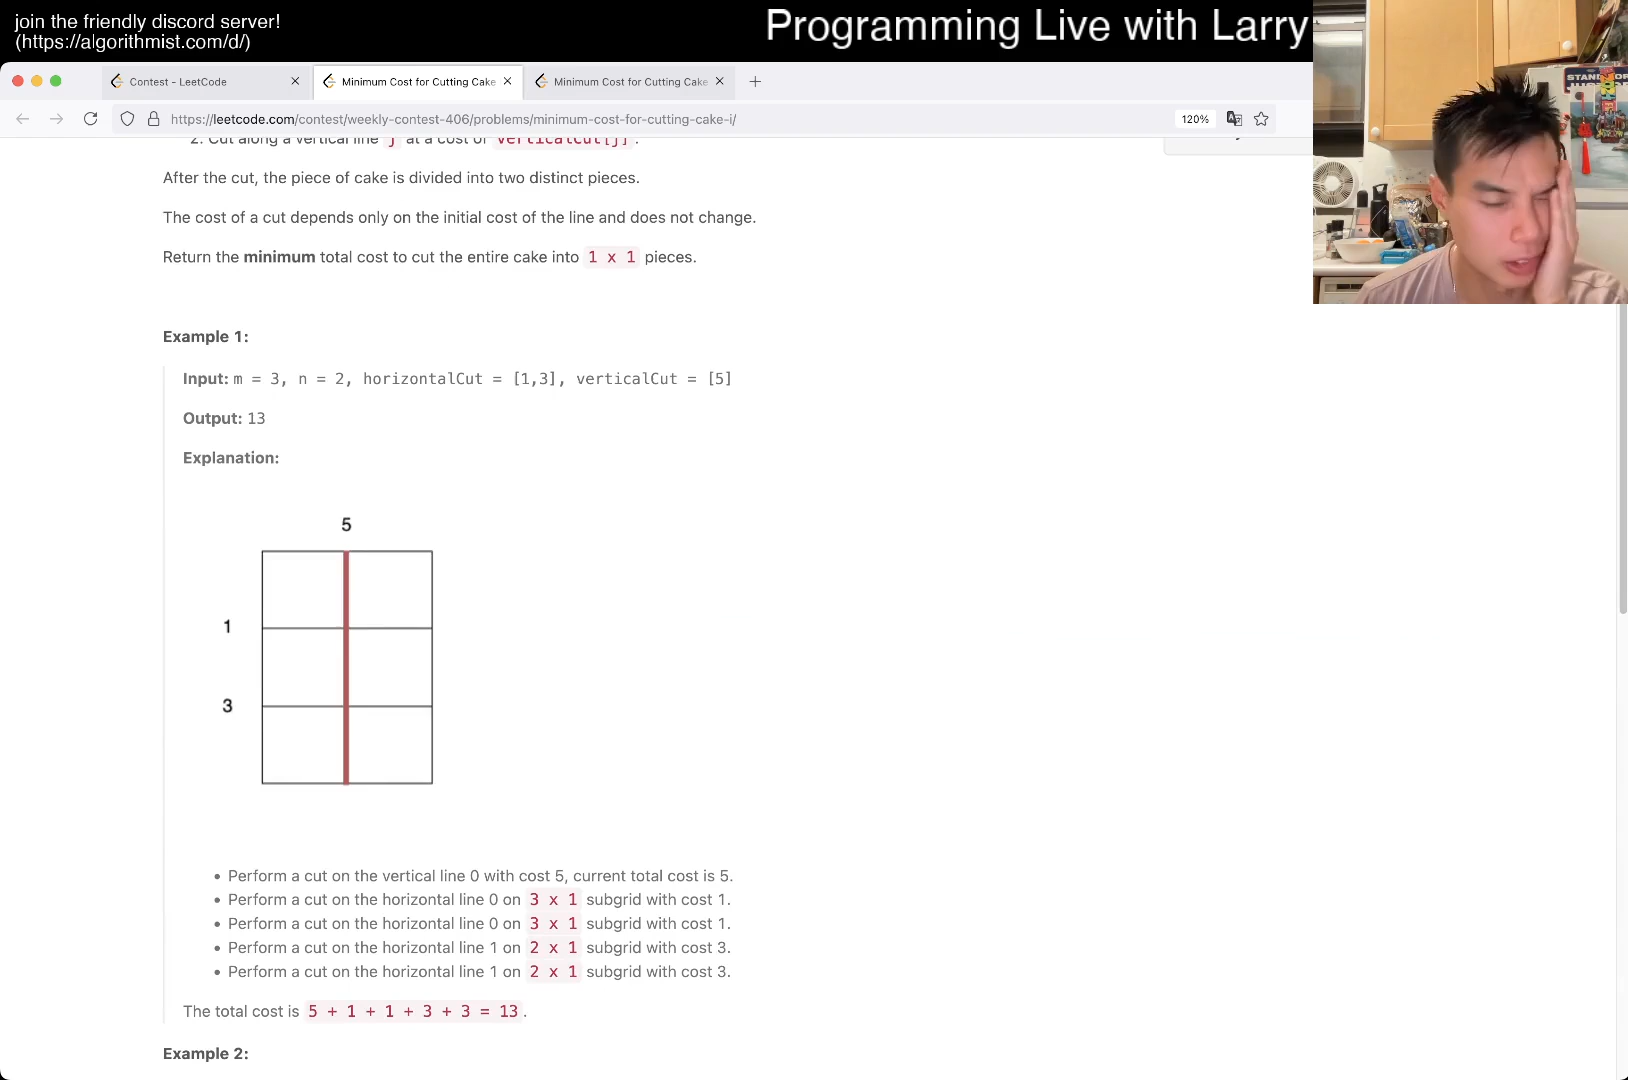 join the friendly discord server!
(https://algorithmist.com/d/)
Programming Live with Larry
Contest - LeetCode
Minimum Cost for Cutting Cake
Minimum Cost for Cutting Cake
https://leetcode.com/contest/weekly-contest-406/problems/minimum-cost-for-cutting-cake-i/
120%
2. Cut along a vertical line j at a cost of verticalCut[j].
After the cut, the piece of cake is divided into two distinct pieces.
The cost of a cut depends only on the initial cost of the line and does not change.
Return the minimum total cost to cut the entire cake into 1 x 1 pieces.
Example 1:
Input: m = 3, n = 2, horizontalCut = [1,3], verticalCut = [5]
Output: 13
Explanation:
5
1
3
• Perform a cut on the vertical line 0 with cost 5, current total cost is 5.
• Perform a cut on the horizontal line 0 on 3 x 1 subgrid with cost 1.
• Perform a cut on the horizontal line 0 on 3 x 1 subgrid with cost 1.
• Perform a cut on the horizontal line 1 on 2 x 1 subgrid with cost 3.
• Perform a cut on the horizontal line 1 on 2 x 1 subgrid with cost 3.
The total cost is 5 + 1 + 1 + 3 + 3 = 13.
Example 2: